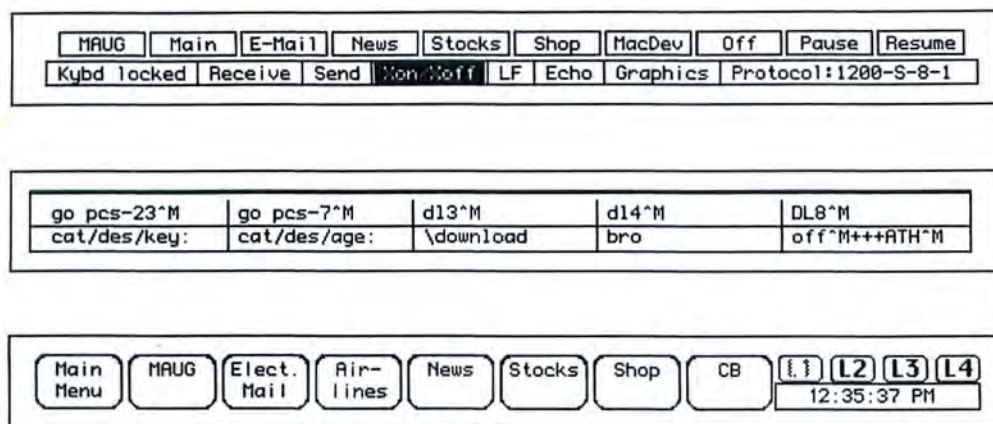 MAUG Main E-Mail News Stocks Shop MacDev Off Pause Resume
Kybd locked Receive Send Xon/Xoff LF Echo Graphics Protocol:1200-S-8-1
go pcs-23^M go pcs-7^M dl3^M dl4^M DL8^M
cat/des/key: cat/des/age: \download bro off^M+++ATH^M
Main Menu MAUG Elect. Mail Air-lines News Stocks Shop CB L1 L2 L3 L4
12:35:37 PM